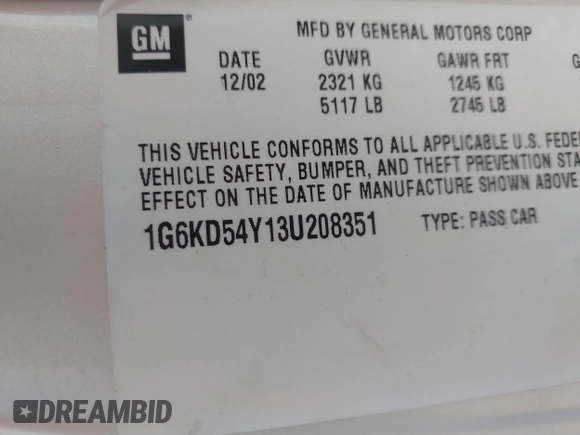 GM
MFD BY GENERAL MOTORS CORP
DATE GVWR GAWR FRT G
12/02 2321 KG 1245 KG
5117 LB 2745 LB
THIS VEHICLE CONFORMS TO ALL APPLICABLE U.S. FEDE
VEHICLE SAFETY, BUMPER, AND THEFT PREVENTION STA
EFFECT ON THE DATE OF MANUFACTURE SHOWN ABOVE
1G6KD54Y13U208351 TYPE: PASS CAR
DREAMBID